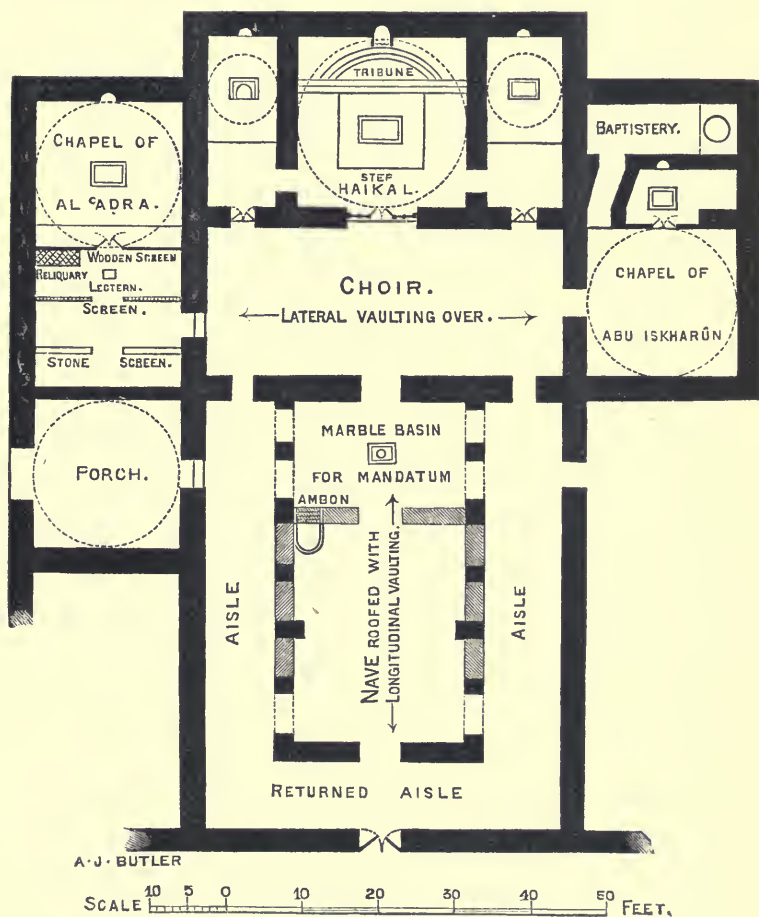 TRIBUNE
STEP
HAIKAL.
CHAPEL OF
AL ʿADRA.
WOODEN SCREEN
RELIQUARY
LECTERN.
SCREEN.
STONE SCREEN.
PORCH.
BAPTISTERY.
CHAPEL OF
ABU ISKHARÛN
CHOIR.
LATERAL VAULTING OVER.
MARBLE BASIN
FOR MANDATUM
AMBON
NAVE ROOFED WITH
LONGITUDINAL VAULTING.
AISLE
AISLE
RETURNED AISLE
A·J·BUTLER
SCALE 10 5 0 10 20 30 40 50 FEET.